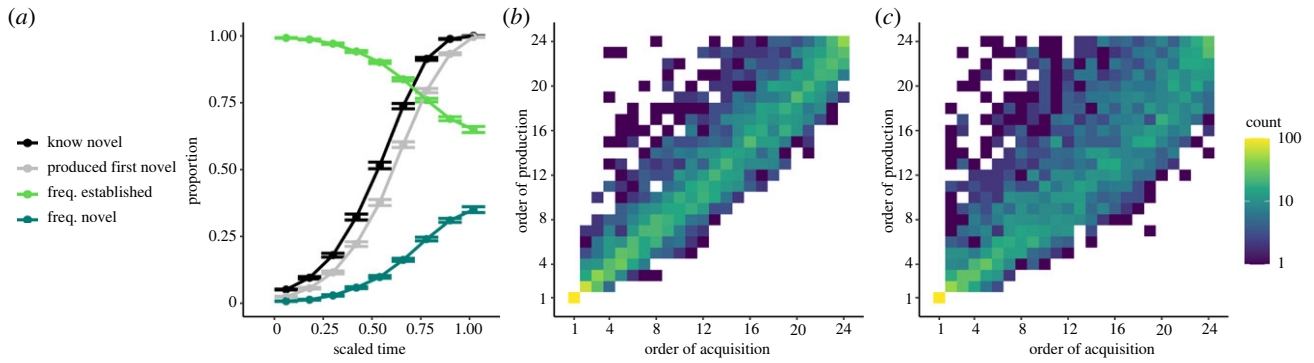 (a)
know novel
produced first novel
freq. established
freq. novel
proportion
1.00
0.75
0.50
0.25
0
0 0.25 0.50 0.75 1.00
scaled time
(b)
order of production
24
20
16
12
8
4
1
1 4 8 12 16 20 24
order of acquisition
(c)
order of production
24
20
16
12
8
4
1
1 4 8 12 16 20 24
order of acquisition
count
100
10
1